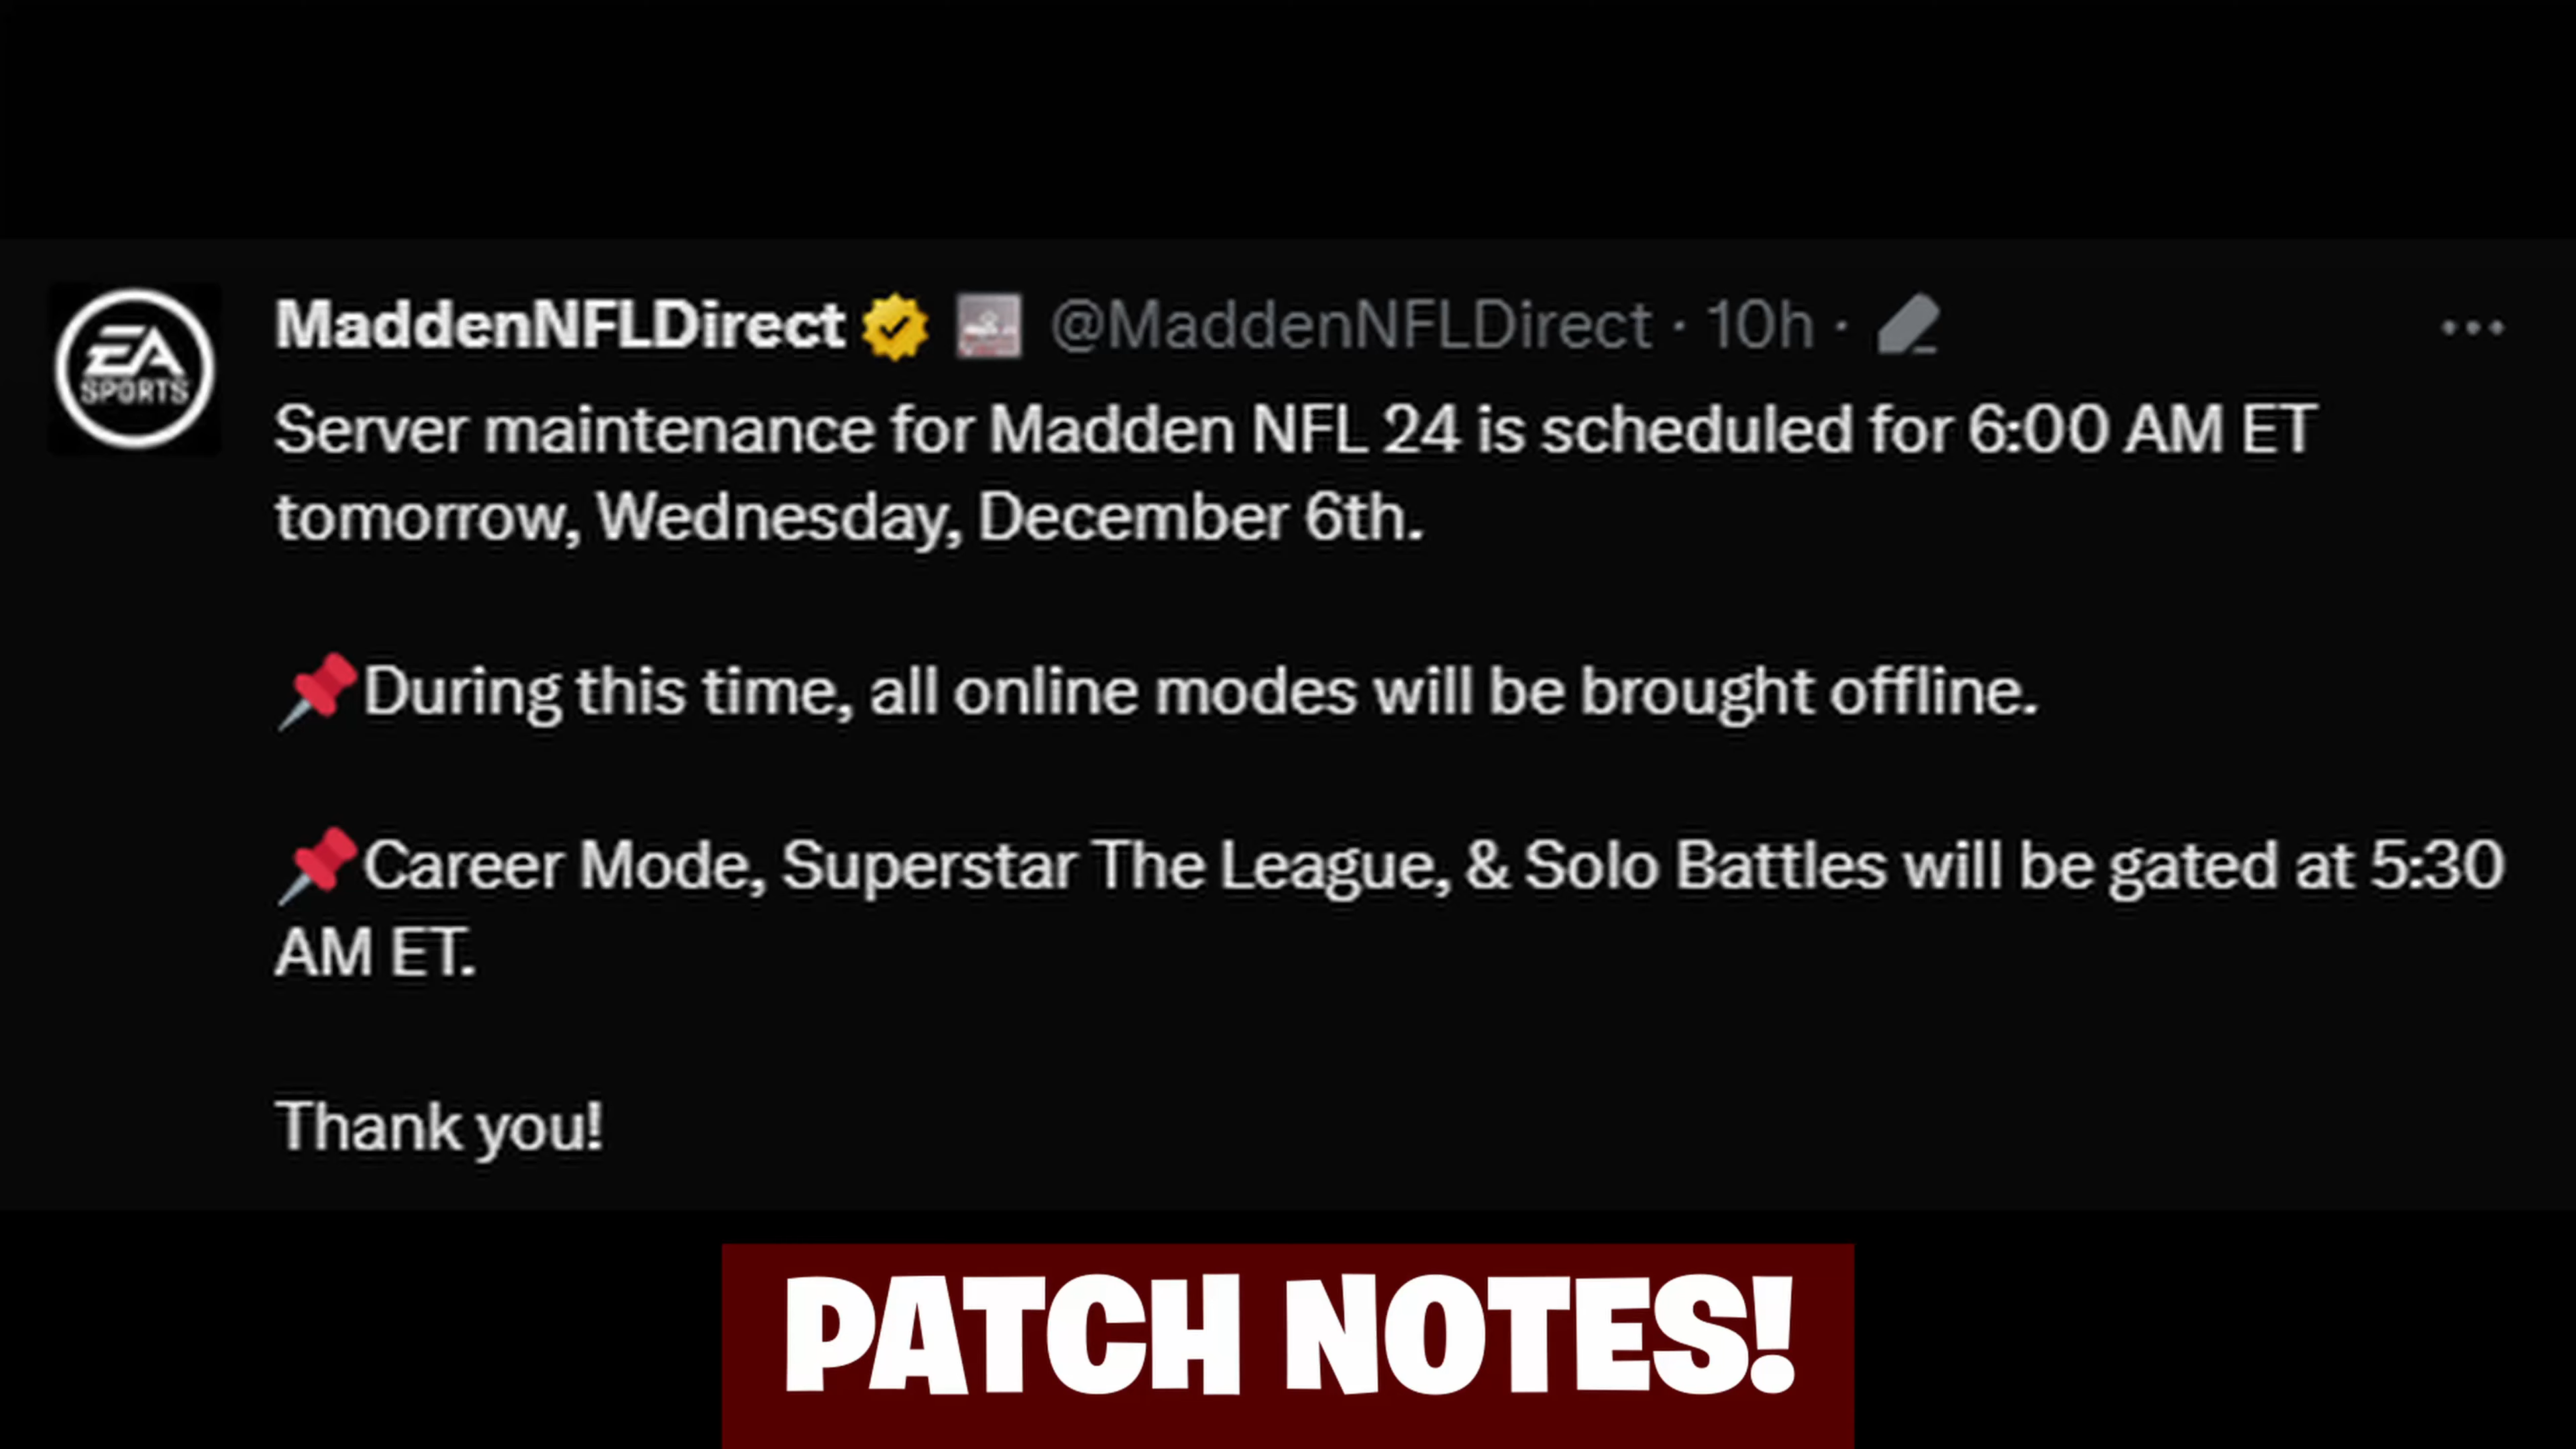 EA
SPORTS
MaddenNFLDirect @MaddenNFLDirect · 10h ·
Server maintenance for Madden NFL 24 is scheduled for 6:00 AM ET
tomorrow, Wednesday, December 6th.
📌During this time, all online modes will be brought offline.
📌Career Mode, Superstar The League, & Solo Battles will be gated at 5:30
AM ET.
Thank you!
PATCH NOTES!